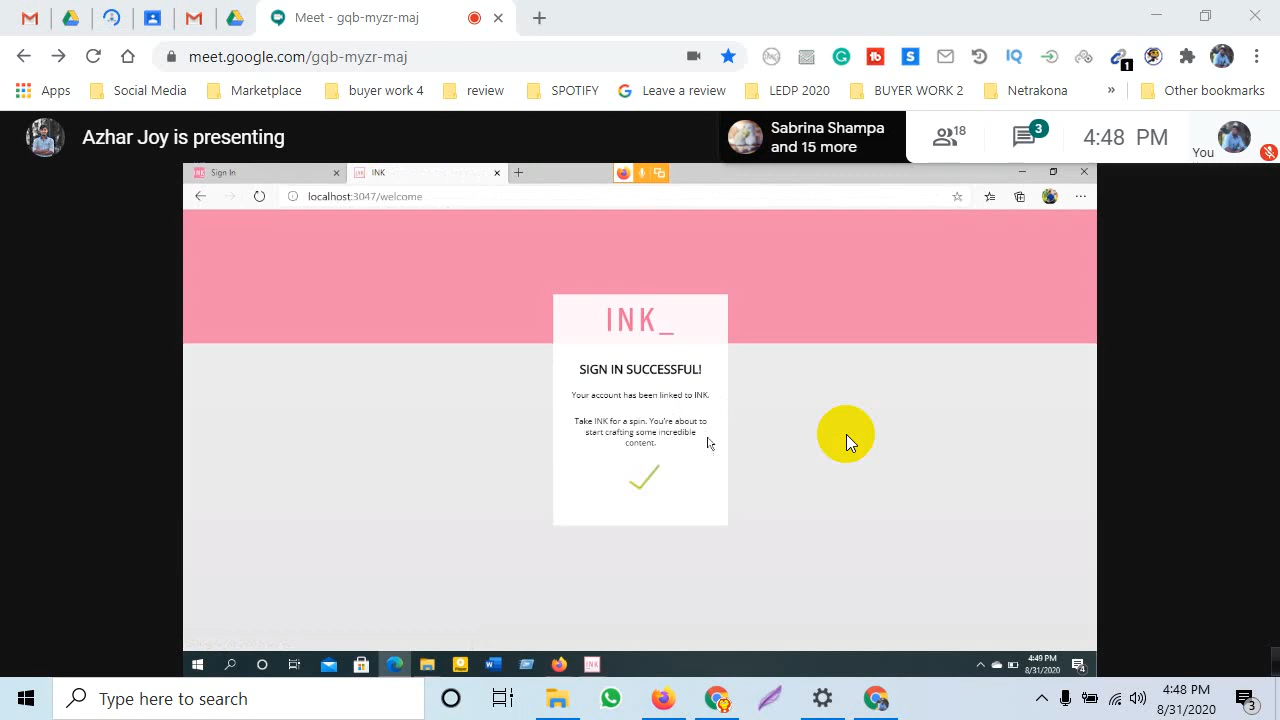 Meet - gqb-myzr-maj
meet.google.com/gqb-myzr-maj
1
Apps
Social Media
Marketplace
buyer work 4
review
SPOTIFY
Leave a review
LEDP 2020
BUYER WORK 2
Netrakona
»
Other bookmarks
Azhar Joy is presenting
Sabrina Shampa
and 15 more
18
3
4:48 PM
You
Sign In
INK
localhost:3047/welcome
INK_
SIGN IN SUCCESSFUL!
Your account has been linked to INK.
Take INK for a spin. You're about to
start crafting some incredible
content.
4:49 PM
8/31/2020
4
Type here to search
4:48 PM
8/31/2020
3